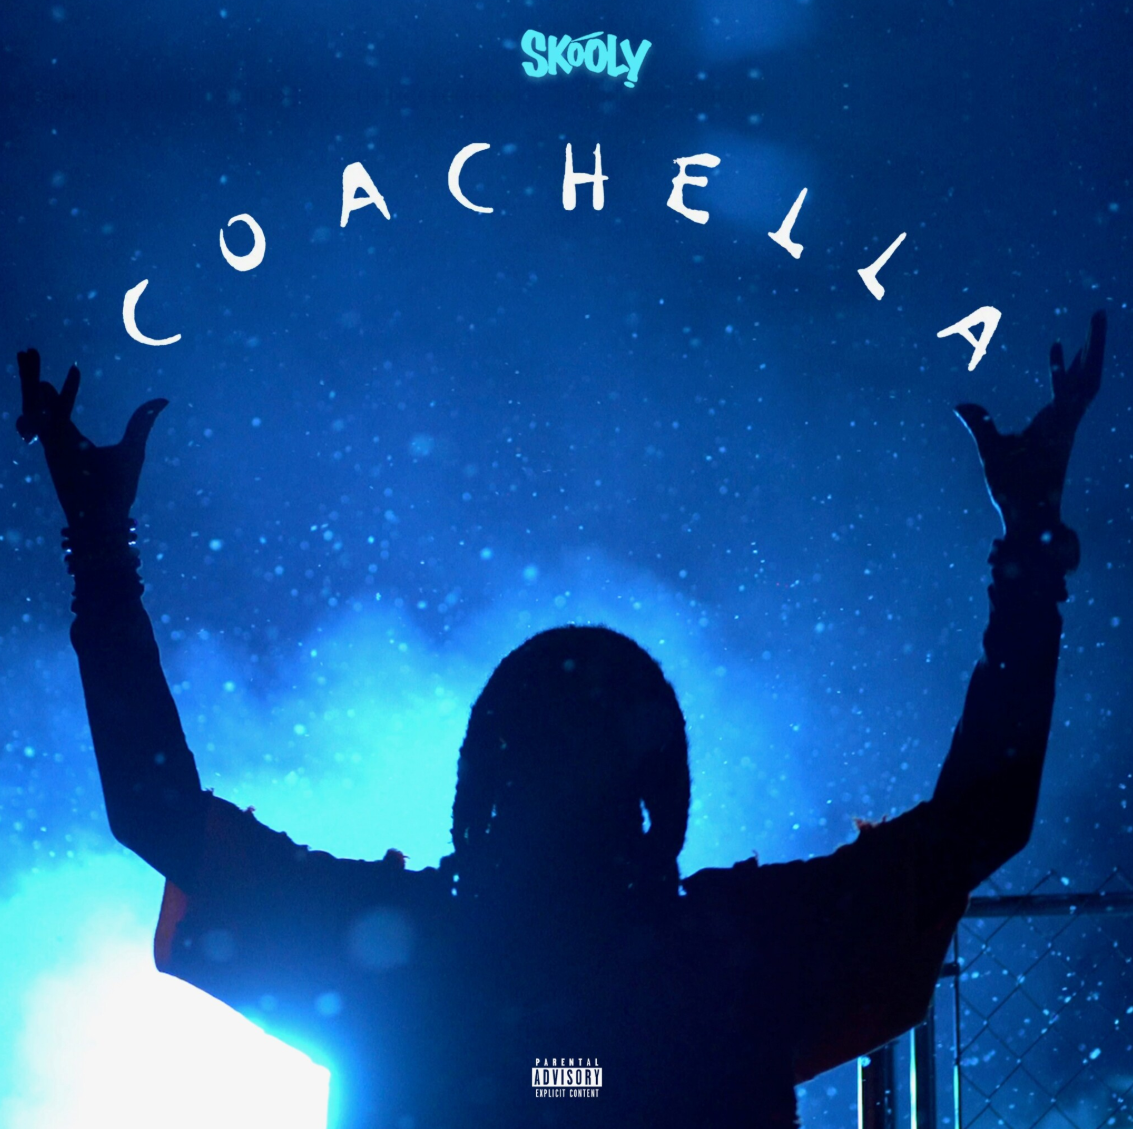 SKOOLY
COACHELLA
PARENTAL
ADVISORY
EXPLICIT CONTENT